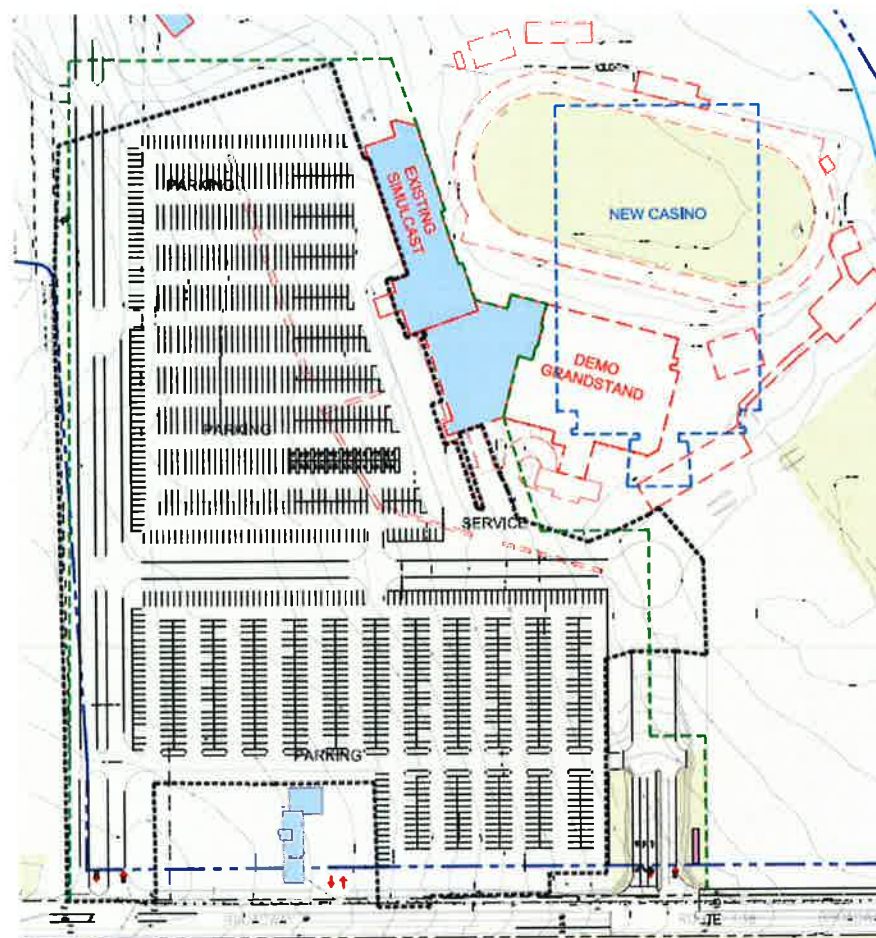 PARKING
EXISTING
SIMULCAST
NEW CASINO
DEMO
GRANDSTAND
PARKING
SERVICE
PARKING